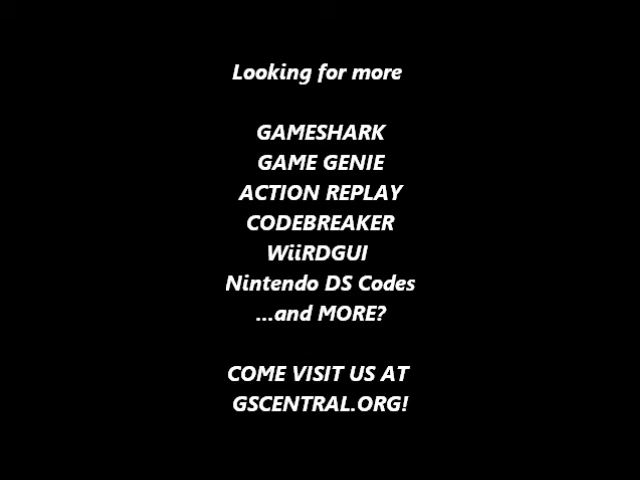 Looking for more
GAMESHARK
GAME GENIE
ACTION REPLAY
CODEBREAKER
WiiRDGUI
Nintendo DS Codes
...and MORE?
COME VISIT US AT
GSCENTRAL.ORG!